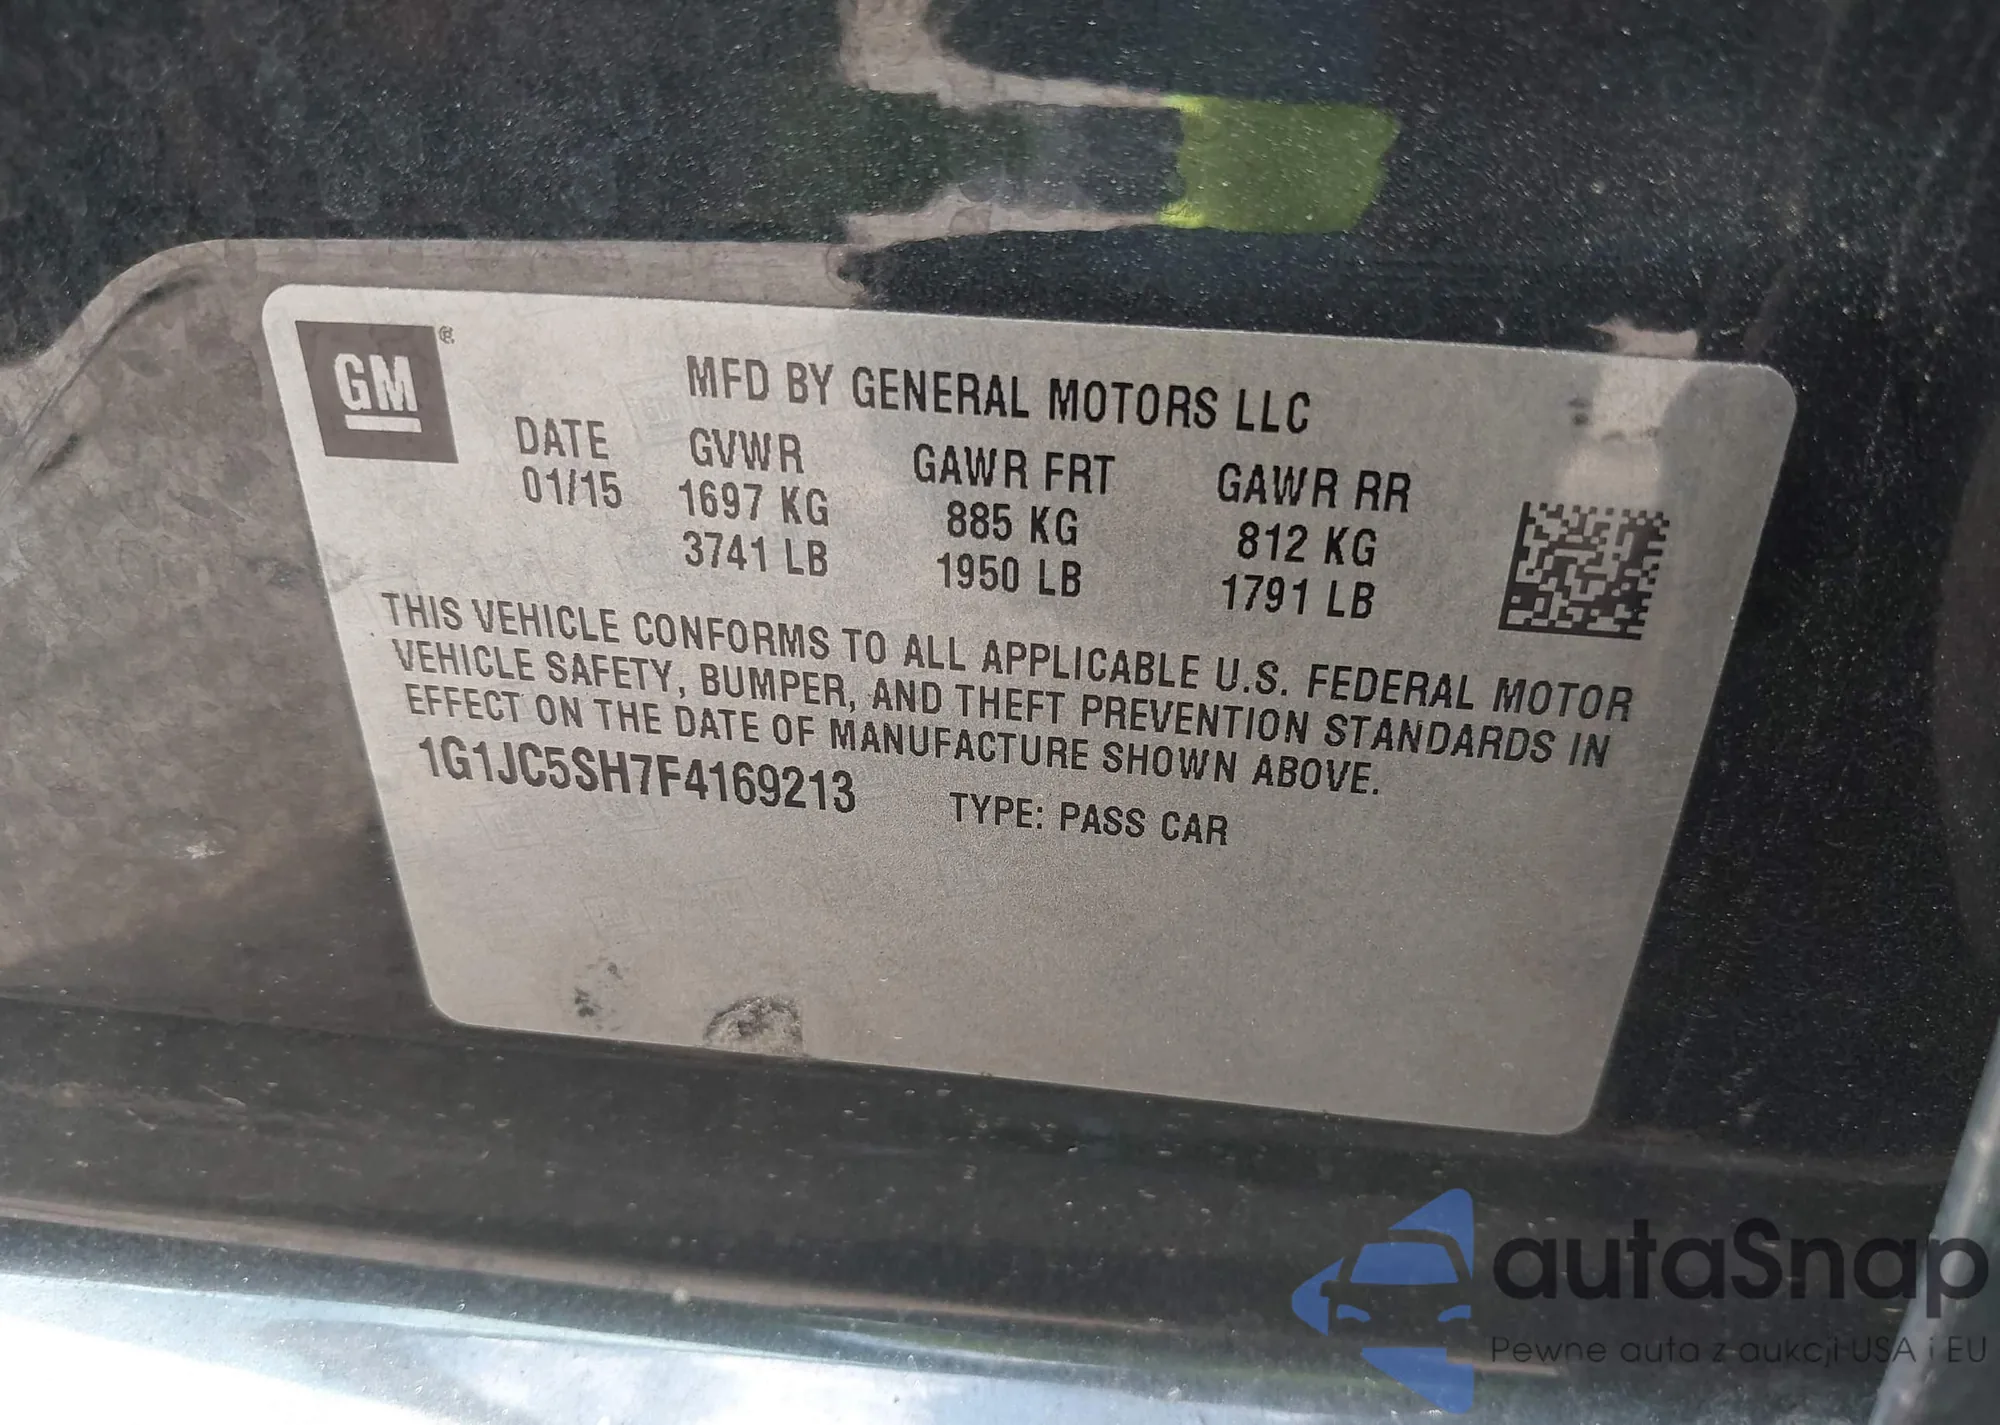 GM ®
MFD BY GENERAL MOTORS LLC
DATE GVWR GAWR FRT GAWR RR
01/15 1697 KG 885 KG 812 KG
3741 LB 1950 LB 1791 LB
THIS VEHICLE CONFORMS TO ALL APPLICABLE U.S. FEDERAL MOTOR
VEHICLE SAFETY, BUMPER, AND THEFT PREVENTION STANDARDS IN
EFFECT ON THE DATE OF MANUFACTURE SHOWN ABOVE.
1G1JC5SH7F4169213 TYPE: PASS CAR
autaSnap
Pewne auta z aukcji USA i EU